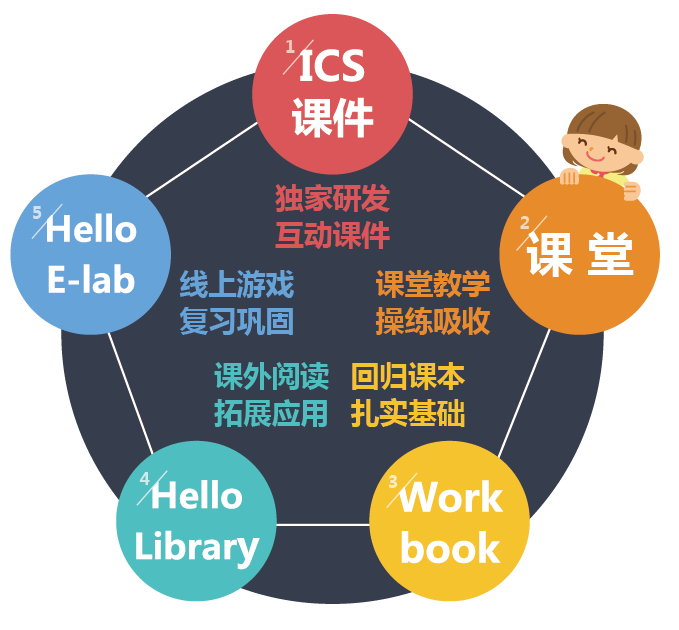 1
ICS
课件
独家研发
互动课件
2
课 堂
课堂教学
操练吸收
3
Work
book
回归课本
扎实基础
4
Hello
Library
课外阅读
拓展应用
5
Hello
E-lab
线上游戏
复习巩固